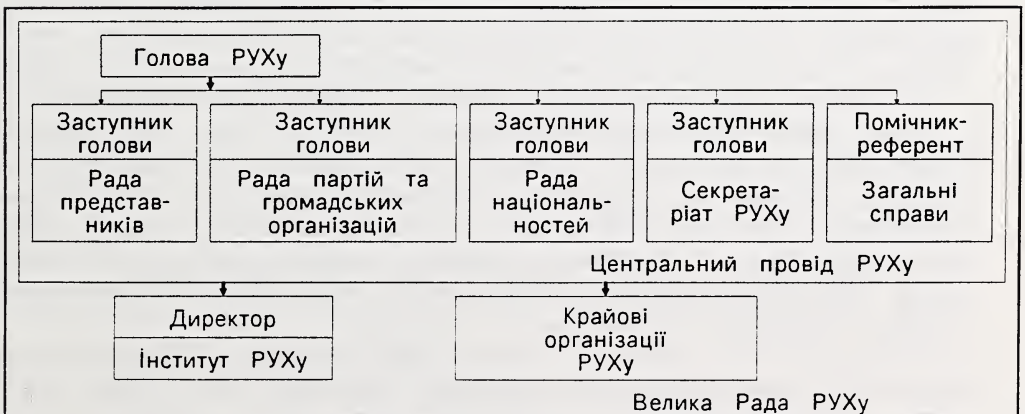 Голова РУХу
Заступник
голови
Рада
представ-
ників
Заступник
голови
Рада партій та
громадських
організацій
Заступник
голови
Рада
національ-
ностей
Заступник
голови
Секрета-
ріат РУХу
Помічник-
референт
Загальні
справи
Центральний провід РУХу
Директор
інститут РУХу
Крайові
організації
РУХу
Велика Рада РУХу